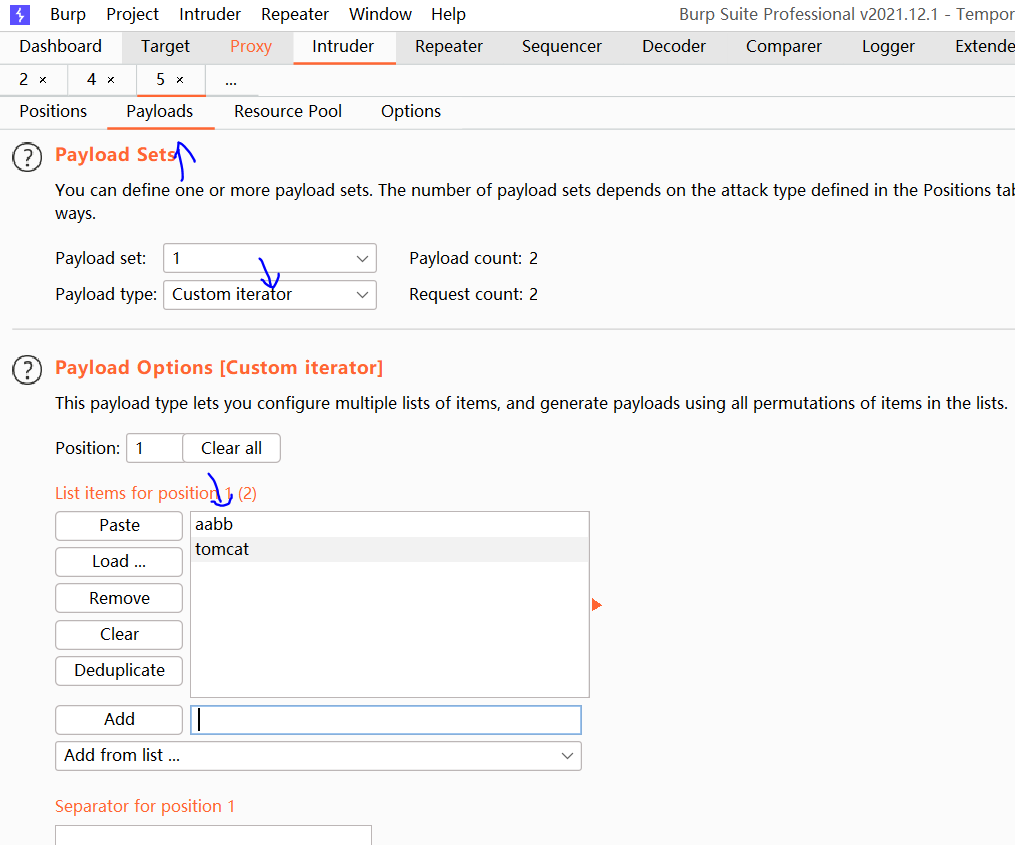 Burp Project Intruder Repeater Window Help Burp Suite Professional v2021.12.1 - Tempor
Dashboard Target Proxy Intruder Repeater Sequencer Decoder Comparer Logger Extende
2 × 4 × 5 × ...
Positions Payloads Resource Pool Options
Payload Sets
You can define one or more payload sets. The number of payload sets depends on the attack type defined in the Positions tab
ways.
Payload set: 1 Payload count: 2
Payload type: Custom iterator Request count: 2
Payload Options [Custom iterator]
This payload type lets you configure multiple lists of items, and generate payloads using all permutations of items in the lists.
Position: 1 Clear all
List items for position 1 (2)
Paste aabb
tomcat
Load ...
Remove
Clear
Deduplicate
Add
Add from list ...
Separator for position 1